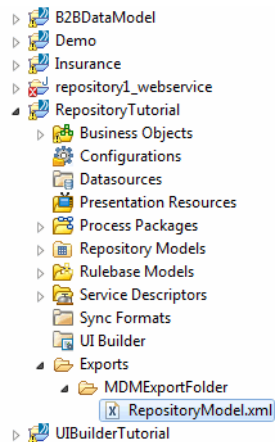 B2BDataModel
Demo
Insurance
repository1_webservice
RepositoryTutorial
Business Objects
Configurations
Datasources
Presentation Resources
Process Packages
Repository Models
Rulebase Models
Service Descriptors
Sync Formats
UI Builder
Exports
MDMExportFolder
RepositoryModel.xml
UIBuilderTutorial